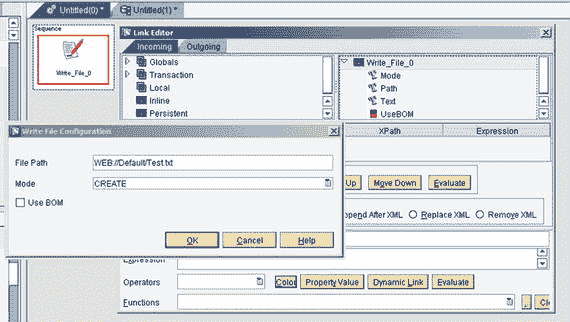 Untitled(0) *
Untitled(1) *
Sequence
Write_File_0
Link Editor
Incoming
Outgoing
Globals
Transaction
Local
Inline
Persistent
Write_File_0
Mode
Path
Text
UseBOM
XPath
Expression
Write File Configuration
File Path
WEB://Default/Test.txt
Mode
CREATE
Use BOM
OK
Cancel
Help
Up
Move Down
Evaluate
After XML
Replace XML
Remove XML
Expression
Operators
Color
Property Value
Dynamic Link
Evaluate
Functions